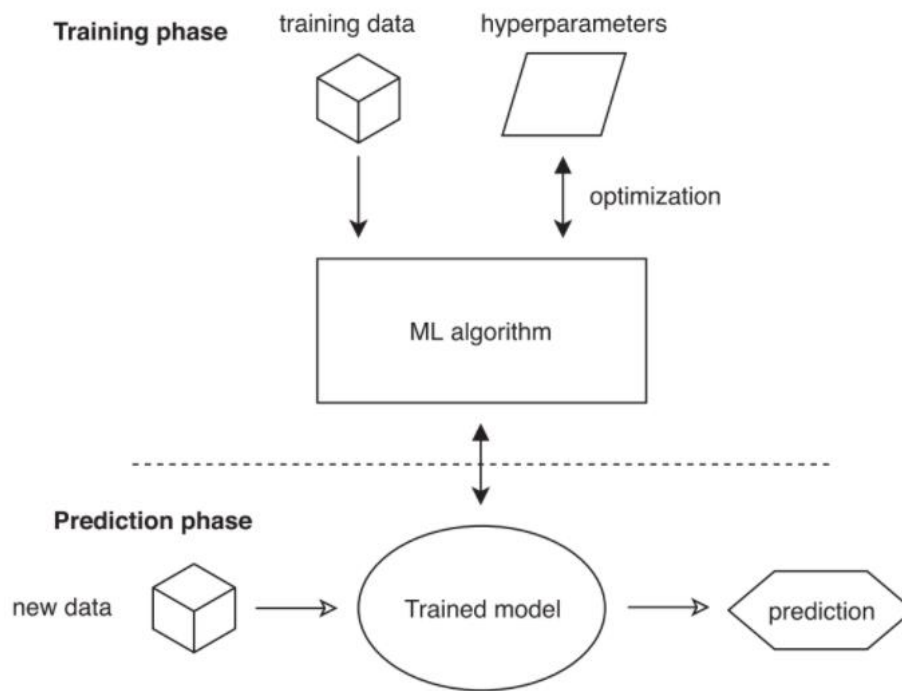 Training phase
training data
hyperparameters
optimization
ML algorithm
Prediction phase
new data
Trained model
prediction